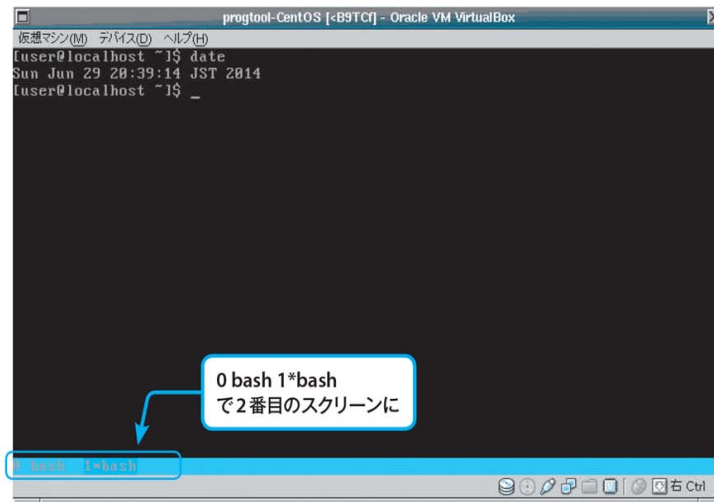 progtool-CentOS [<B9TCf] - Oracle VM VirtualBox
仮想マシン(M) デバイス(D) ヘルプ(H)
[user@localhost ~]$ date
Sun Jun 29 20:39:14 JST 2014
[user@localhost ~]$ _
0 bash 1*bash
で2番目のスクリーンに
0 bash 1*bash
右 Ctrl